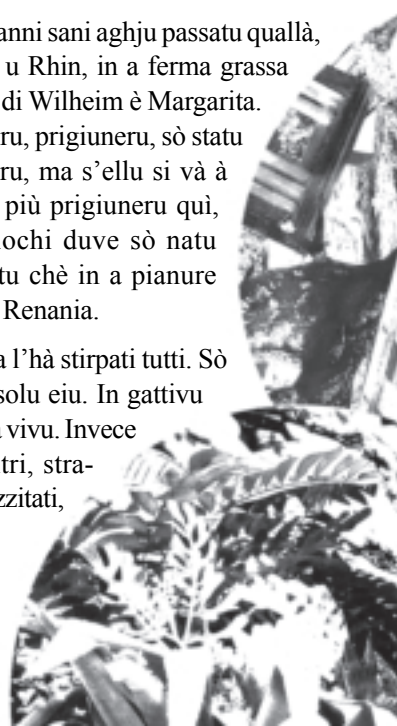 anni sani aghju passatu quallà,
u Rhin, in a ferma grassa
di Wilheim è Margarita.
ru, prigiuneru, sò statu
ru, ma s'ellu si và à
più prigiuneru quì,
lochi duve sò natu
tu chè in a pianure
Renania.
a l'hà stirpati tutti. Sò
solu eiu. In gattivu
vivu. Invece
tri, stra-
zzitati,